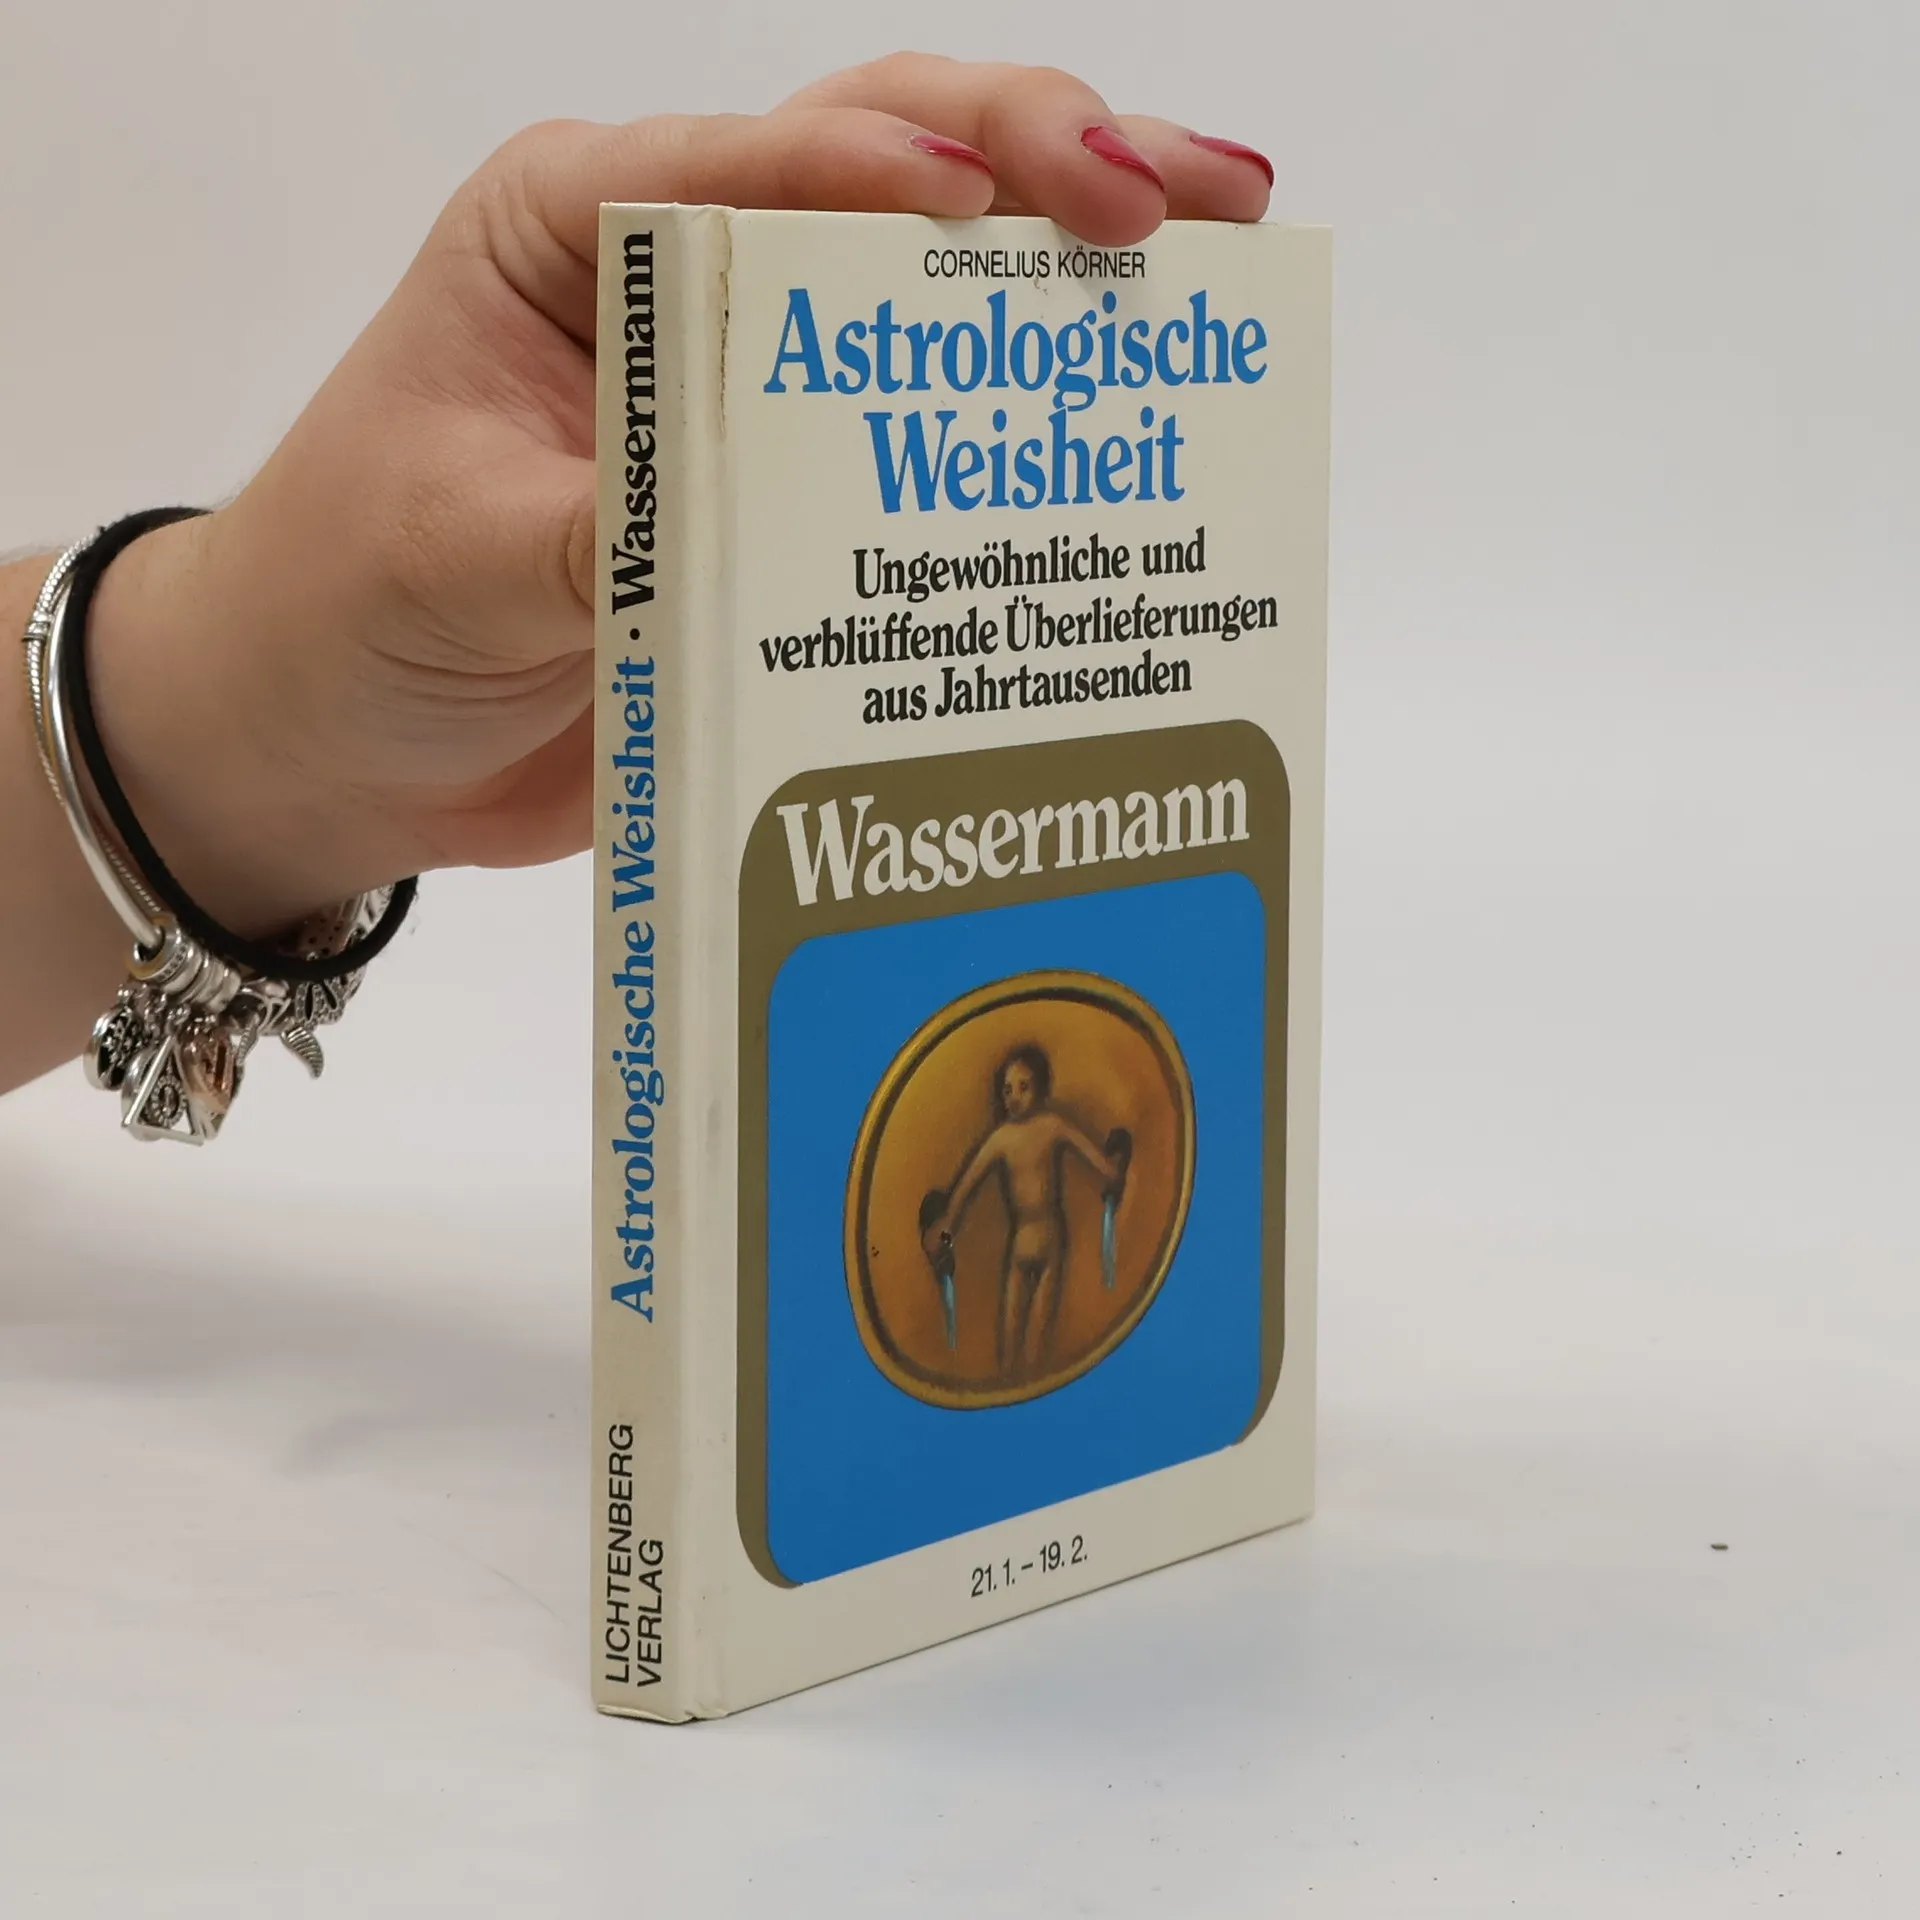 CORNELIUS KÖRNER
Astrologische
Weisheit
Ungewöhnliche und
verblüffende Überlieferungen
aus Jahrtausenden
Wassermann
21. 1. – 19. 2.
Astrologische Weisheit · Wassermann
LICHTENBERG
VERLAG